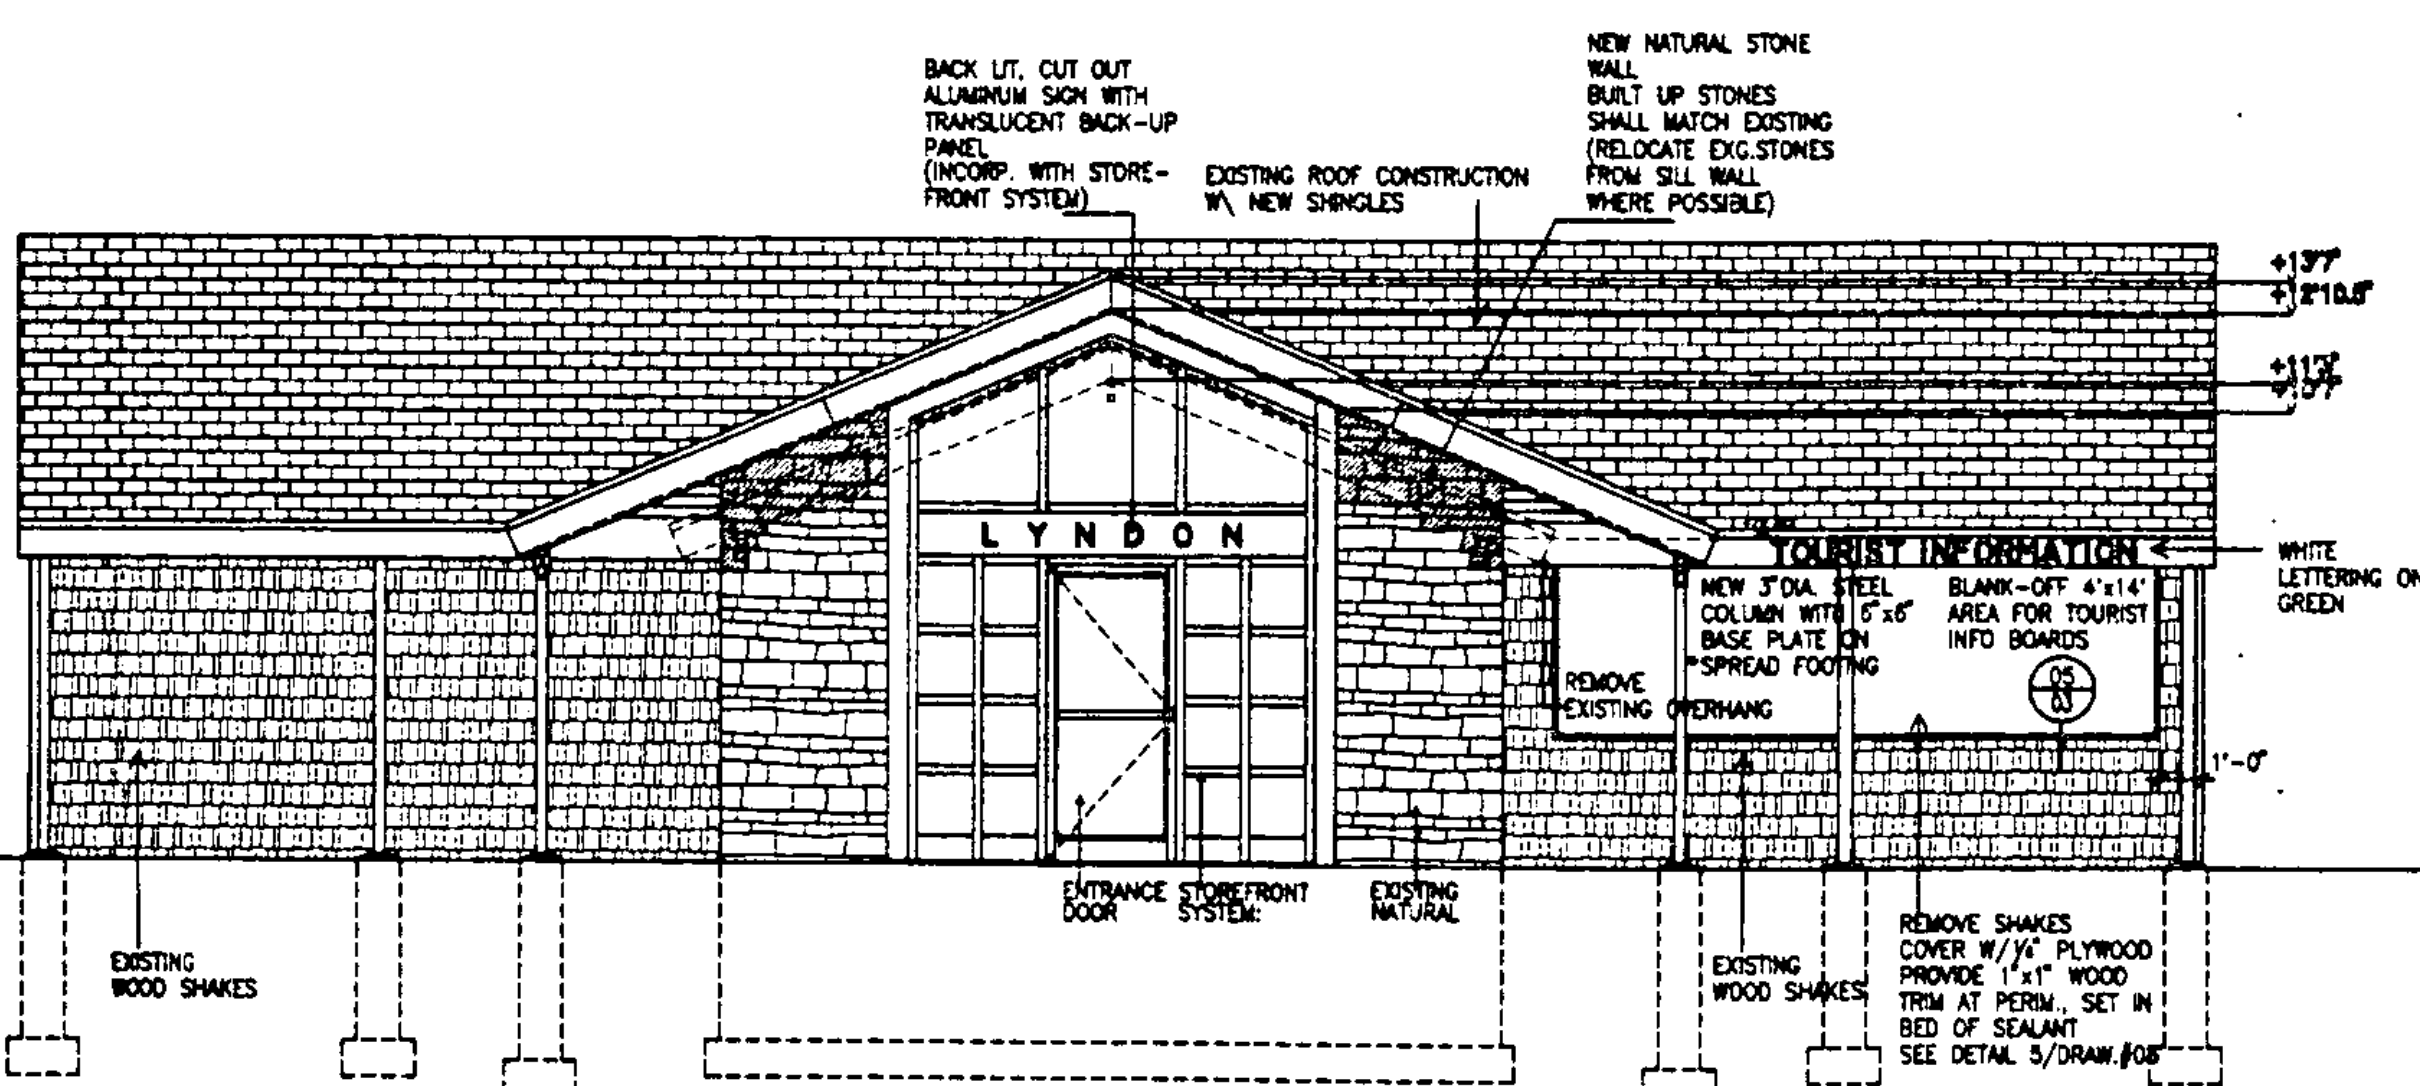 BACK LIT, CUT OUT
ALUMINUM SIGN WITH
TRANSLUCENT BACK-UP
PANEL
(INCORP. WITH STORE-
FRONT SYSTEM)
EXISTING ROOF CONSTRUCTION
W\ NEW SHINGLES
NEW NATURAL STONE
WALL
BUILT UP STONES
SHALL MATCH EXISTING
(RELOCATE EXG.STONES
FROM SILL WALL
WHERE POSSIBLE)
+13'7"
+12'10.5"
LYNDON
TOURIST INFORMATION
WHITE
LETTERING ON
GREEN
NEW 3" DIA. STEEL
COLUMN WITH 6"x6"
BASE PLATE ON
SPREAD FOOTING
BLANK-OFF 4'x14'
AREA FOR TOURIST
INFO BOARDS
05
03
REMOVE
EXISTING OVERHANG
1'-0"
ENTRANCE
DOOR
STOREFRONT
SYSTEM:
EXISTING
NATURAL
EXISTING
WOOD SHAKES
EXISTING
WOOD SHAKES
REMOVE SHAKES
COVER W/ PLYWOOD
PROVIDE 1"x1" WOOD
TRIM AT PERIM., SET IN
BED OF SEALANT
SEE DETAIL 5/DRAW.